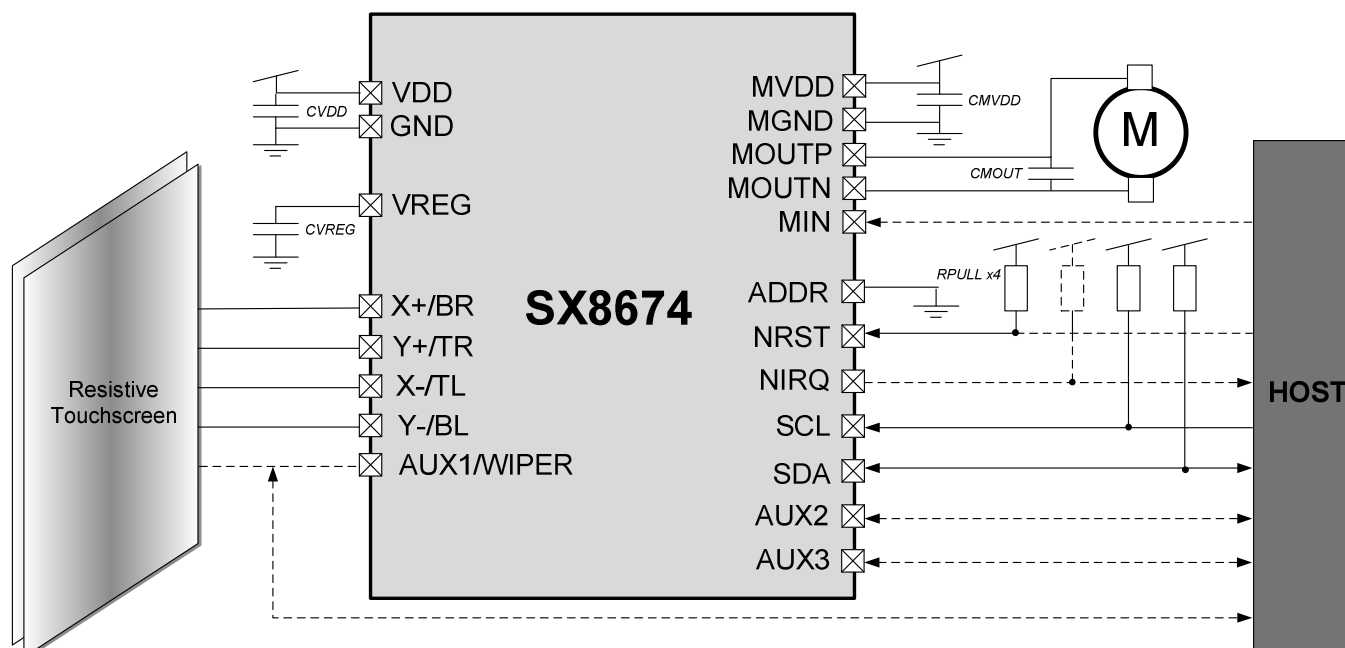 VDD
CVDD
GND
VREG
CVREG
X+/BR
Y+/TR
X-/TL
Y-/BL
AUX1/WIPER
Resistive
Touchscreen
SX8674
MVDD
CMVDD
MGND
MOUTP
MOUTN
CMOUT
M
MIN
RPULL x4
ADDR
NRST
NIRQ
SCL
SDA
AUX2
AUX3
HOST